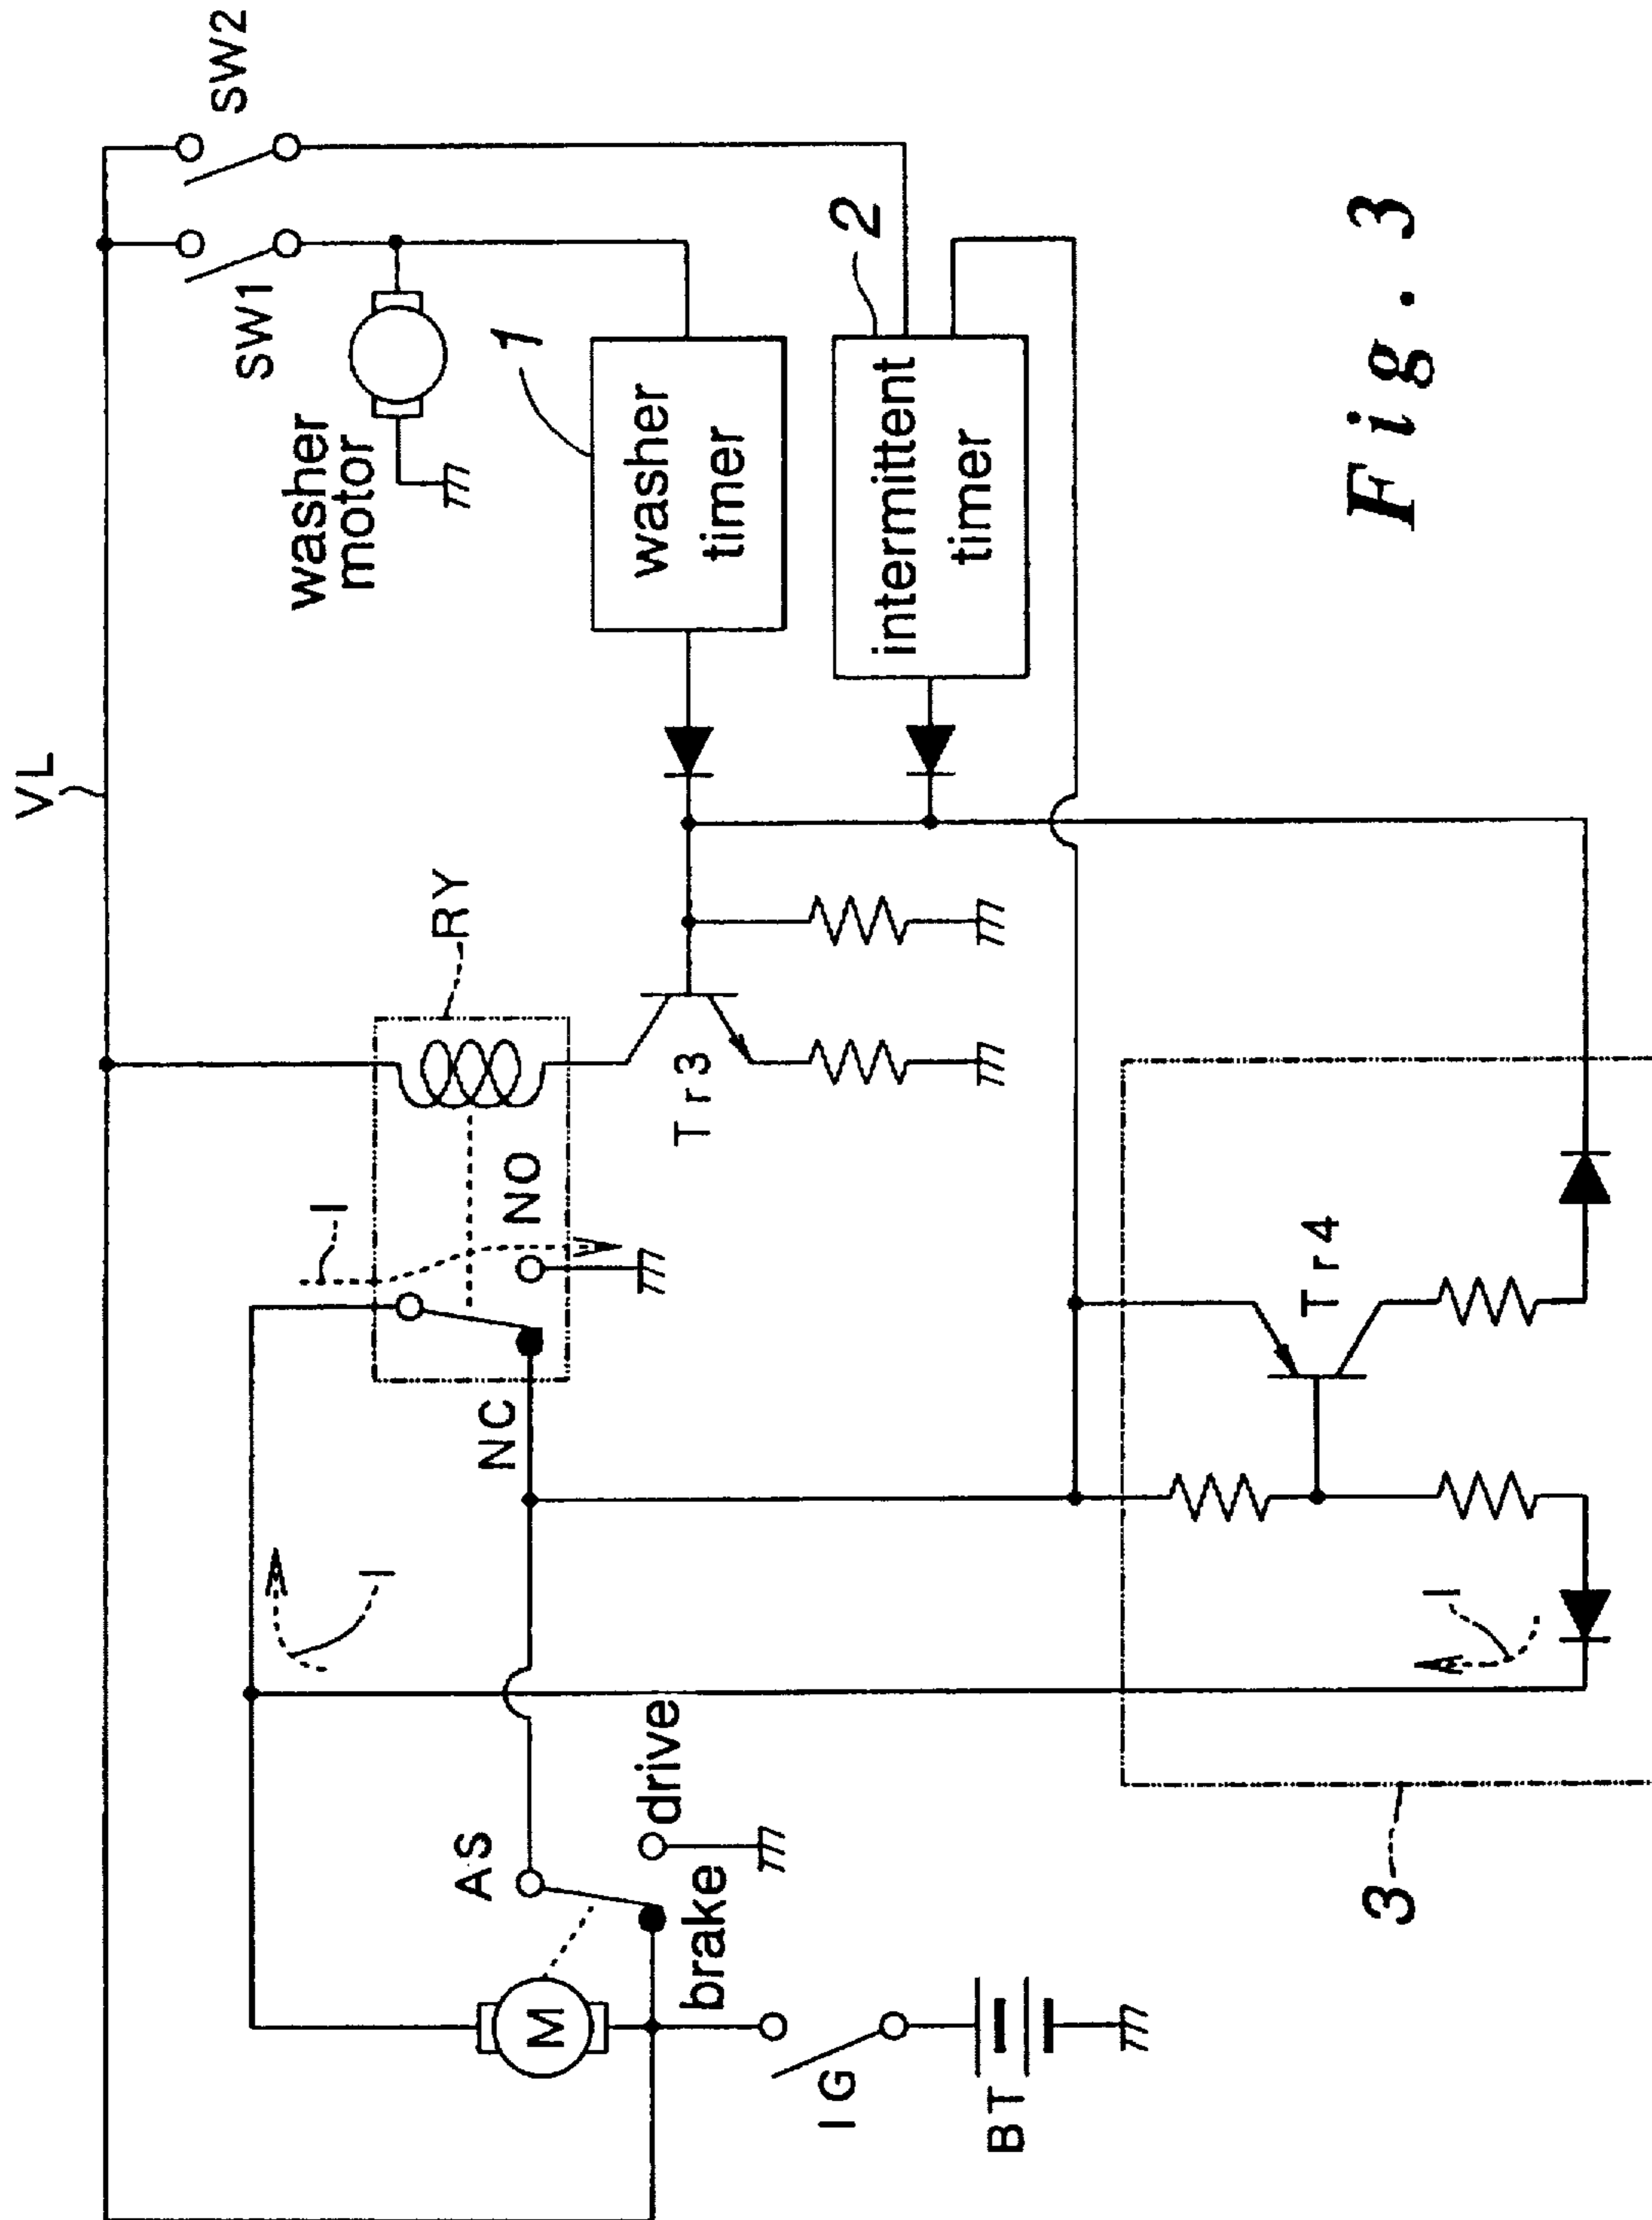 VL
SW2
SW1
washer
motor
1
washer
timer
2
intermittent
timer
RY
I
NO
NC
Tr3
I
AS
drive
brake
M
IG
BT
Tr4
I
3
Fig. 3